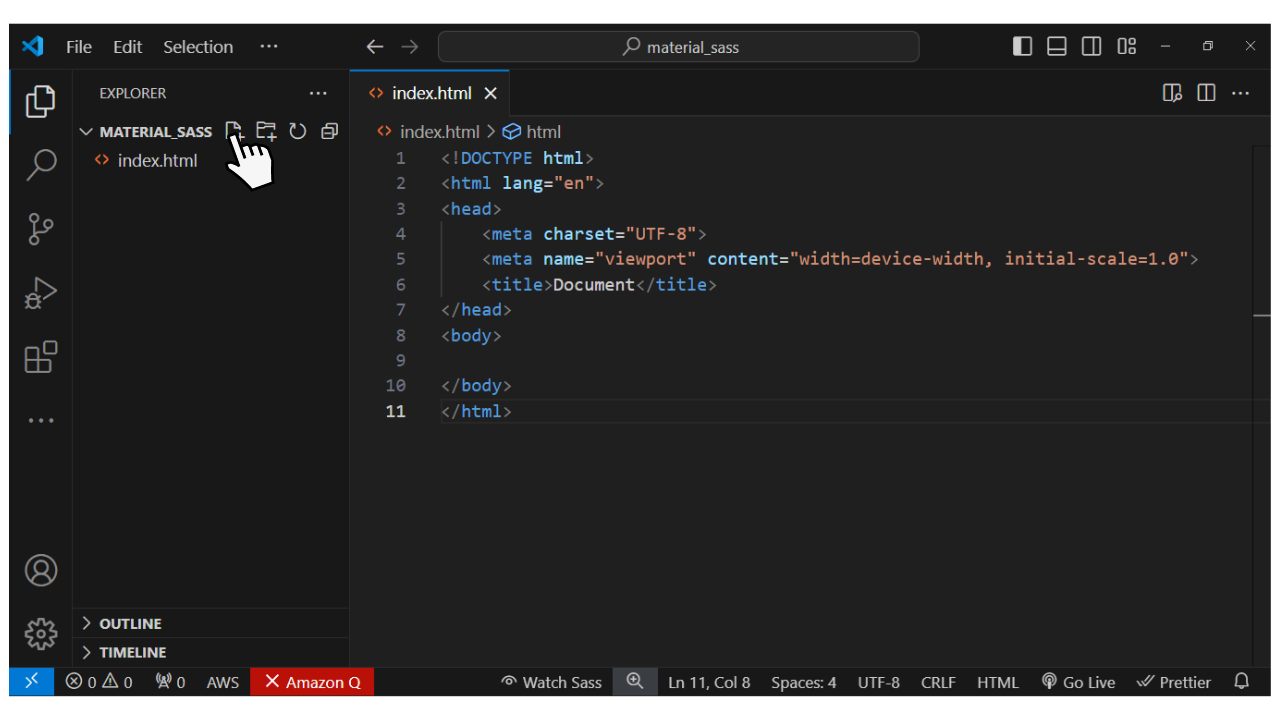 File Edit Selection ··· material_sass
EXPLORER ···
MATERIAL_SASS
index.html
index.html
index.html > html
1 <!DOCTYPE html>
2 <html lang="en">
3 <head>
4 <meta charset="UTF-8">
5 <meta name="viewport" content="width=device-width, initial-scale=1.0">
6 <title>Document</title>
7 </head>
8 <body>
9
10 </body>
11 </html>
OUTLINE
TIMELINE
0 0 0 AWS Amazon Q Watch Sass Ln 11, Col 8 Spaces: 4 UTF-8 CRLF HTML Go Live Prettier